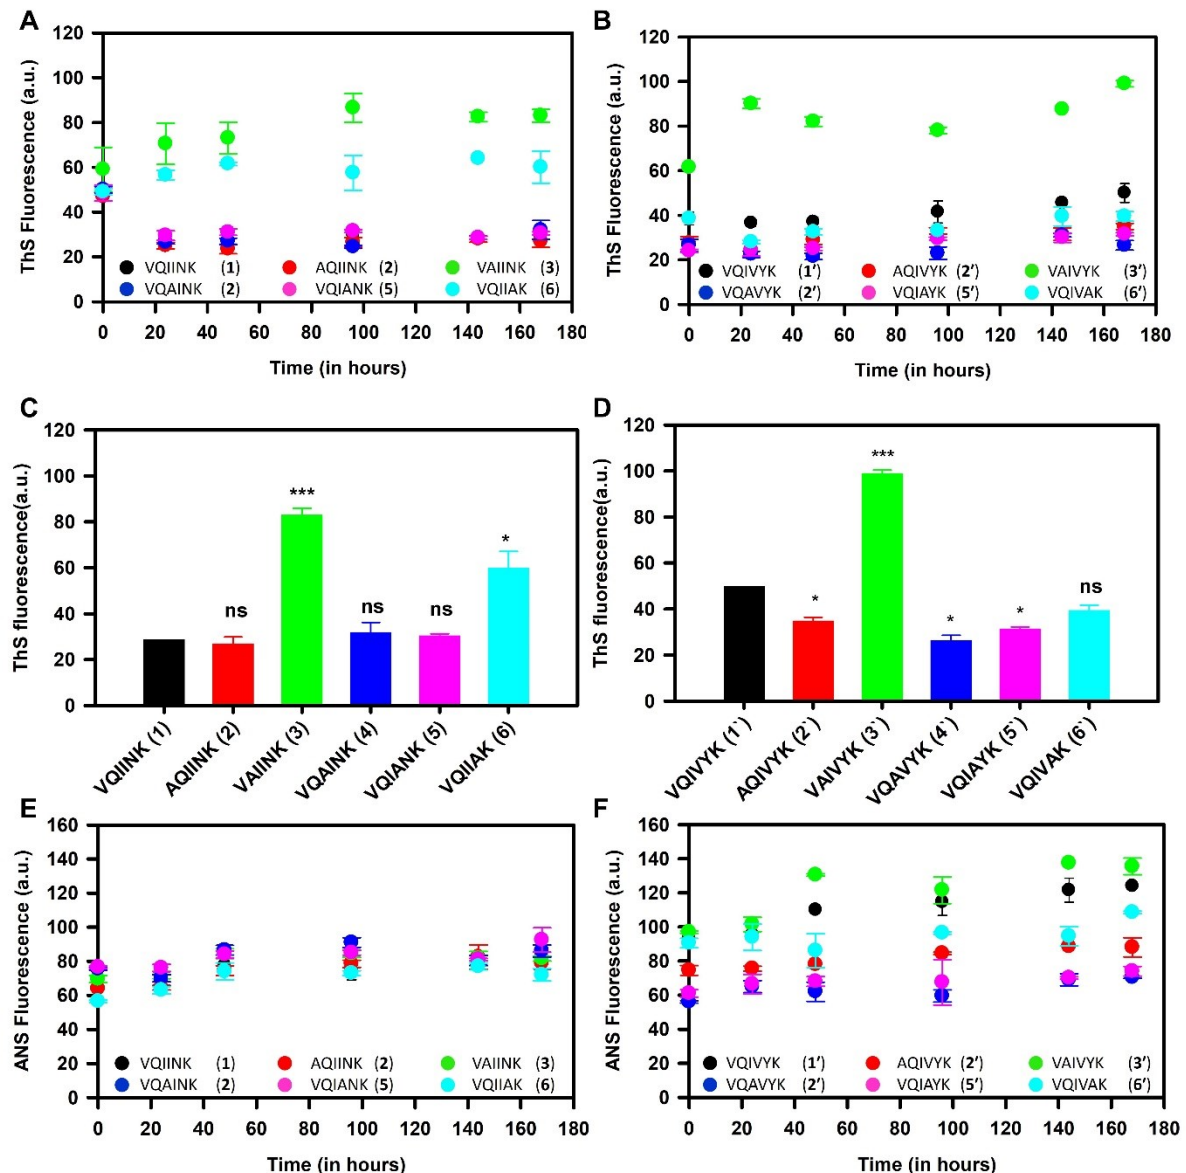 A
120
100
80
60
40
20
0
ThS Fluorescence (a.u.)
VQIINK (1) AQIINK (2) VAIINK (3)
VQAINK (2) VQIANK (5) VQIIAK (6)
0 20 40 60 80 100 120 140 160 180
Time (in hours)
B
120
100
80
60
40
20
0
ThS Fluorescence (a.u.)
VQIVYK (1') AQIVYK (2') VAIVYK (3')
VQAVYK (2') VQIAYK (5') VQIVAK (6')
0 20 40 60 80 100 120 140 160 180
Time (in hours)
C
120
100
80
60
40
20
0
ThS fluorescence(a.u.)
ns *** ns ns *
VQIINK (1) AQIINK (2) VAIINK (3) VQAINK (4) VQIANK (5) VQIIAK (6)
D
120
100
80
60
40
20
0
ThS fluorescence(a.u.)
* *** * * ns
VQIVYK (1`) AQIVYK (2`) VAIVYK (3`) VQAVYK (4`) VQIAYK (5`) VQIVAK (6`)
E
160
140
120
100
80
60
40
20
0
ANS Fluorescence (a.u.)
VQIINK (1) AQIINK (2) VAIINK (3)
VQAINK (2) VQIANK (5) VQIIAK (6)
0 20 40 60 80 100 120 140 160 180
Time (in hours)
F
160
140
120
100
80
60
40
20
0
ANS Fluorescence (a.u.)
VQIVYK (1') AQIVYK (2') VAIVYK (3')
VQAVYK (2') VQIAYK (5') VQIVAK (6')
0 20 40 60 80 100 120 140 160 180
Time (in hours)